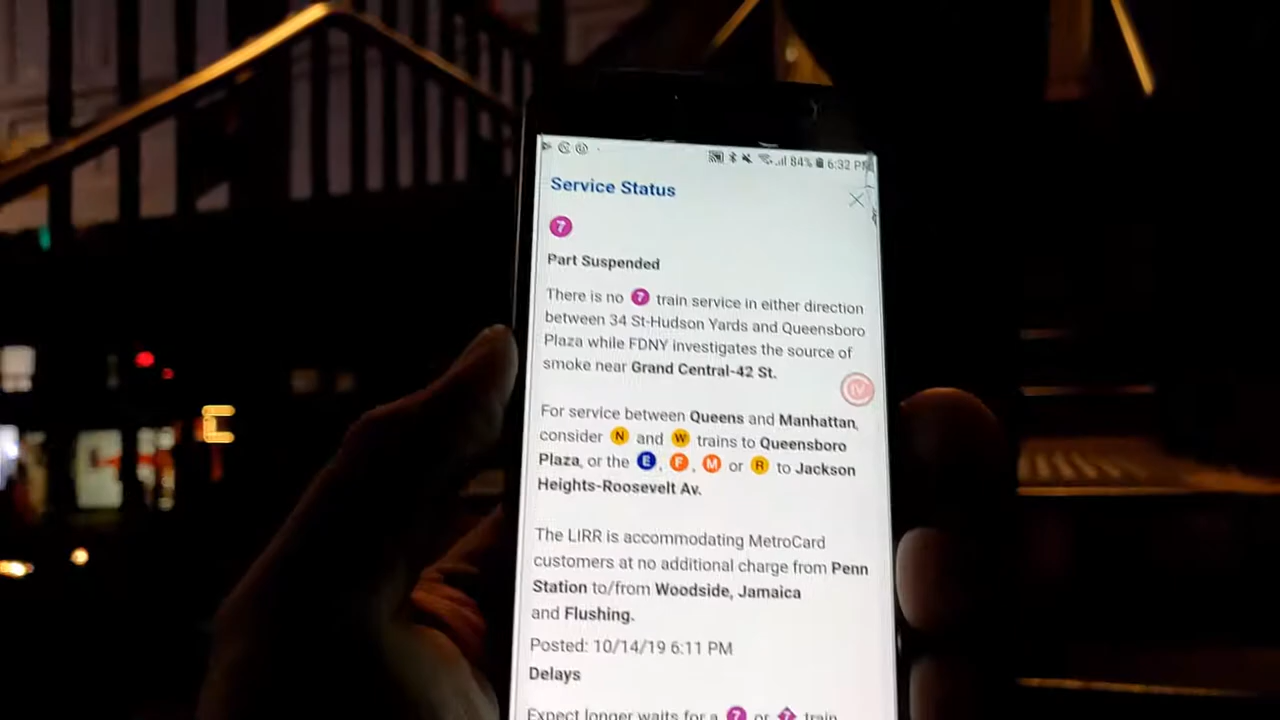 84% 6:32 PM
Service Status
7
Part Suspended
There is no 7 train service in either direction
between 34 St-Hudson Yards and Queensboro
Plaza while FDNY investigates the source of
smoke near Grand Central-42 St.
For service between Queens and Manhattan,
consider N and W trains to Queensboro
Plaza, or the E, F, M or R to Jackson
Heights-Roosevelt Av.
The LIRR is accommodating MetroCard
customers at no additional charge from Penn
Station to/from Woodside, Jamaica
and Flushing.
Posted: 10/14/19 6:11 PM
Delays
Expect longer waits for a 7 or 7 train